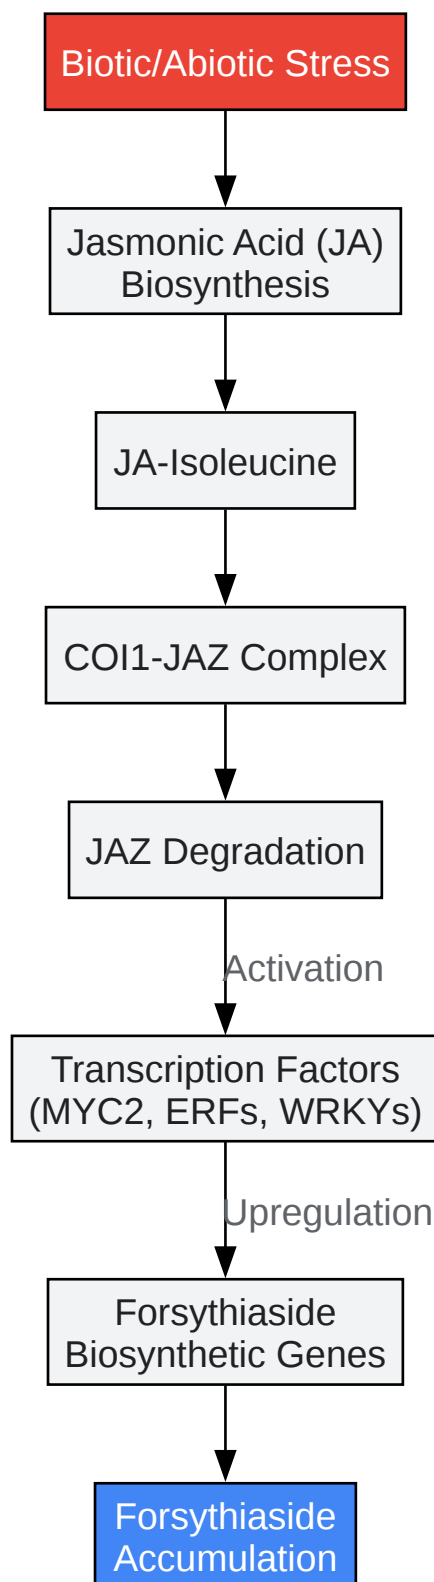 Biotic/Abiotic Stress
Jasmonic Acid (JA)
Biosynthesis
JA-Isoleucine
COI1-JAZ Complex
JAZ Degradation
Activation
Transcription Factors
(MYC2, ERFs, WRKYs)
Upregulation
Forsythiaside
Biosynthetic Genes
Forsythiaside
Accumulation